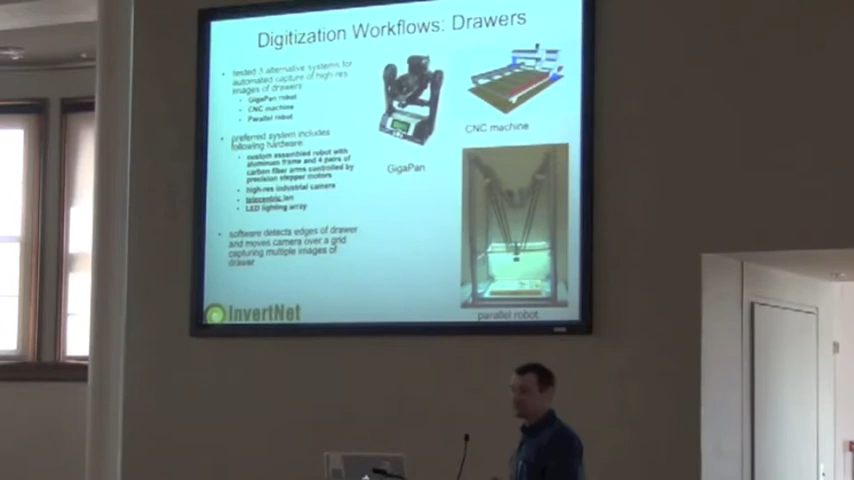 Digitization Workflows: Drawers
• tested 3 alternative systems for
automated capture of high-res
images of drawers
• GigaPan robot
• CNC machine
• Parallel robot
• preferred system includes
following hardware:
• custom assembled robot with
aluminum frame and 4 pairs of
carbon fiber arms controlled by
precision stepper motors
• high-res industrial camera
• telecentric len
• LED lighting array
• software detects edges of drawer
and moves camera over a grid
capturing multiple images of
drawer
GigaPan
CNC machine
parallel robot
InvertNet